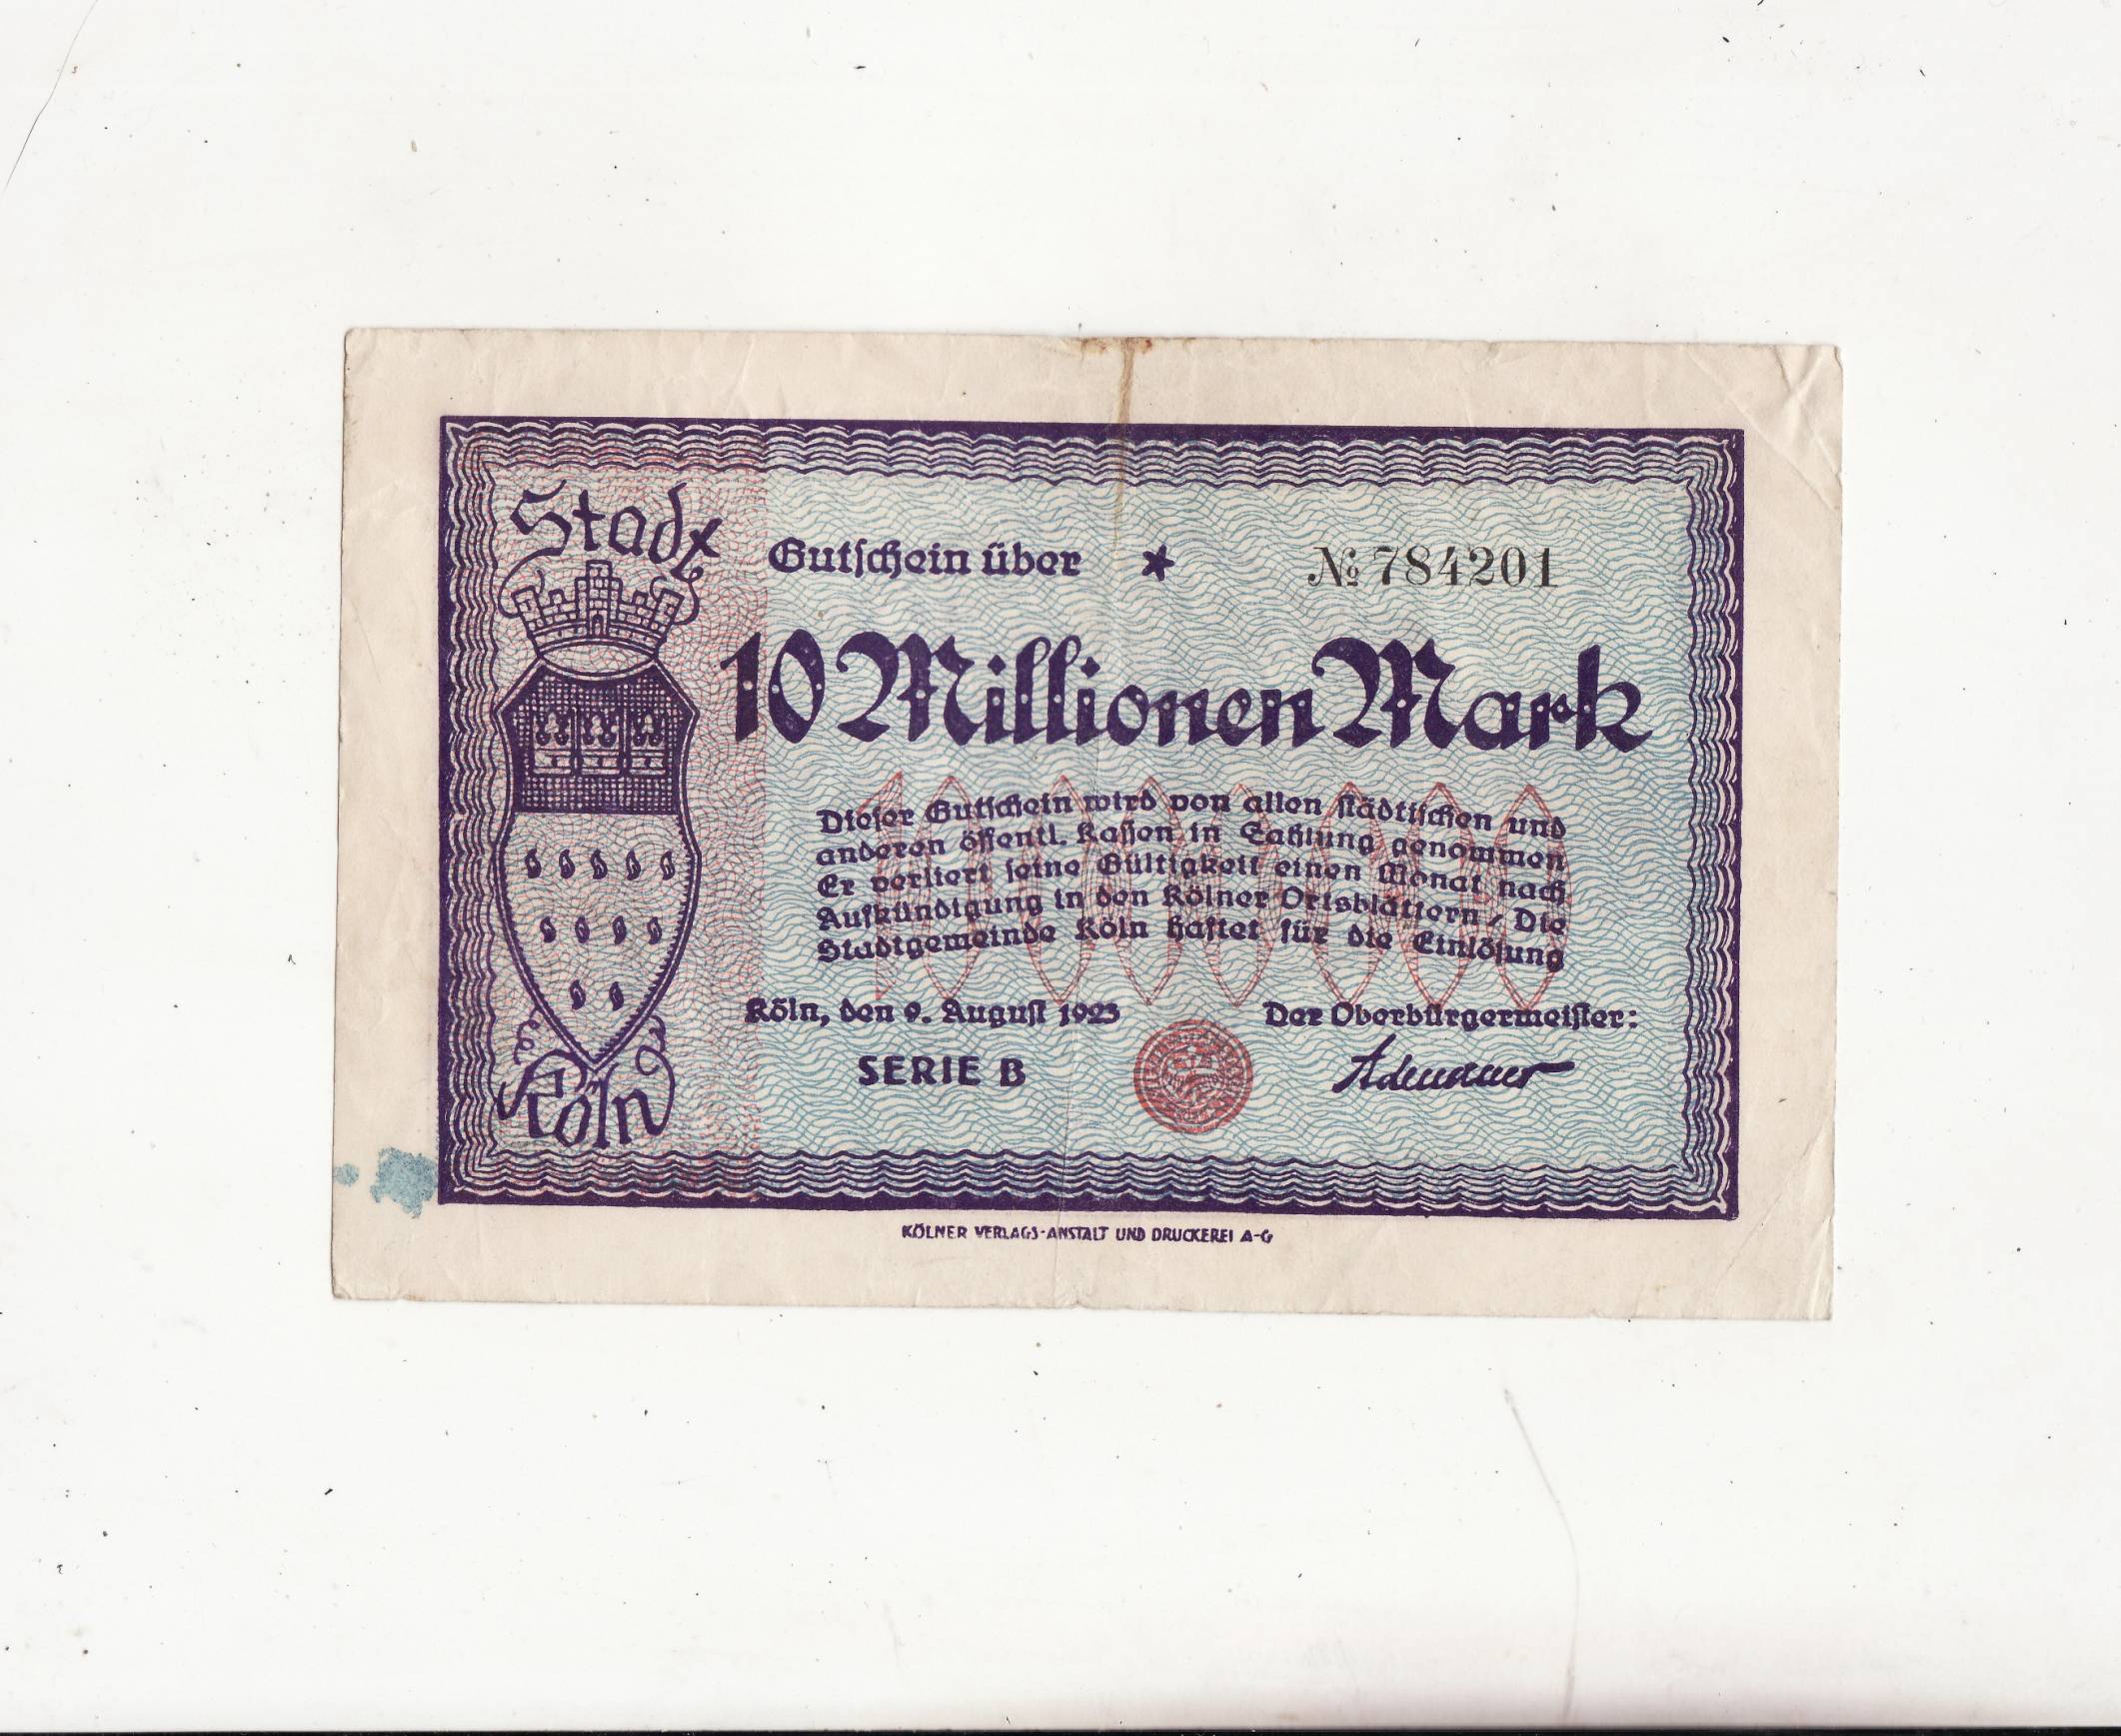 Stadt
Gutschein über * № 784201
10 Millionen Mark
Dieser Gutschein wird von allen städtischen und
anderen öffentl. Kassen in Zahlung genommen
Er verliert seine Gültigkeit einen Monat nach
Aufkündigung in den Kölner Ortsblättern / Die
Stadtgemeinde Köln haftet für die Einlösung
10000000
Köln, den 9. August 1923
Der Oberbürgermeister:
SERIE B
Adenauer
Köln
KÖLNER VERLAGS-ANSTALT UND DRUCKEREI A-G